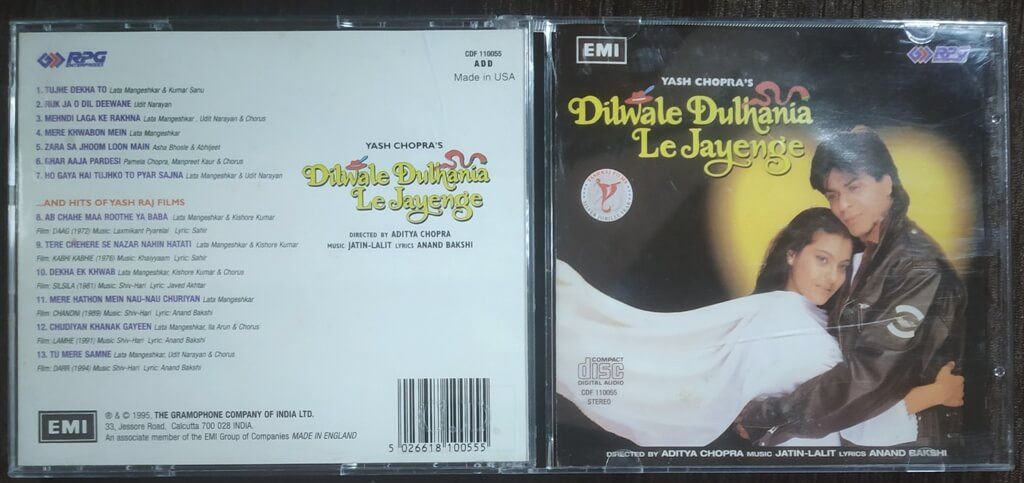 RPG
ENTERPRISES
CDF 110055
ADD
Made in USA
1. TUJHE DEKHA TO Lata Mangeshkar & Kumar Sanu
2. RUK JA O DIL DEEWANE Udit Narayan
3. MEHNDI LAGA KE RAKHNA Lata Mangeshkar , Udit Narayan & Chorus
4. MERE KHWABON MEIN Lata Mangeshkar
5. ZARA SA JHOOM LOON MAIN Asha Bhosle & Abhijeet
6. GHAR AAJA PARDESI Pamela Chopra, Manpreet Kaur & Chorus
7. HO GAYA HAI TUJHKO TO PYAR SAJNA Lata Mangeshkar & Udit Narayan
...AND HITS OF YASH RAJ FILMS
8. AB CHAHE MAA ROOTHE YA BABA Lata Mangeshkar & Kishore Kumar
Film: DAAG (1972) Music: Laxmikant Pyarelal Lyric: Sahir
9. TERE CHEHERE SE NAZAR NAHIN HATATI Lata Mangeshkar & Kishore Kumar
Film: KABHI KABHIE (1976) Music: Khaiyyaam Lyric: Sahir
10. DEKHA EK KHWAB Lata Mangeshkar, Kishore Kumar & Chorus
Film: SILSILA (1981) Music: Shiv-Hari Lyric: Javed Akhtar
11. MERE HATHON MEIN NAU-NAU CHURIYAN Lata Mangeshkar
Film: CHANDNI (1989) Music: Shiv-Hari Lyric: Anand Bakshi
12. CHUDIYAN KHANAK GAYEEN Lata Mangeshkar, Ila Arun & Chorus
Film: LAMHE (1991) Music: Shiv-Hari Lyric: Anand Bakshi
13. TU MERE SAMNE Lata Mangeshkar, Udit Narayan & Chorus
Film: DARR (1994) Music Shiv-Hari Lyric: Anand Bakshi
YASH CHOPRA'S
Dilwale Dulhania
Le Jayenge
DIRECTED BY ADITYA CHOPRA
MUSIC JATIN-LALIT LYRICS ANAND BAKSHI
EMI
℗ & © 1995, THE GRAMOPHONE COMPANY OF INDIA LTD.
33, Jessore Road, Calcutta 700 028 INDIA.
An associate member of the EMI Group of Companies MADE IN ENGLAND
5 026618 100555
EMI
RPG
YASH CHOPRA'S
Dilwale Dulhania
Le Jayenge
COMPACT
disc
DIGITAL AUDIO
CDF 110055
STEREO
DIRECTED BY ADITYA CHOPRA MUSIC JATIN-LALIT LYRICS ANAND BAKSHI